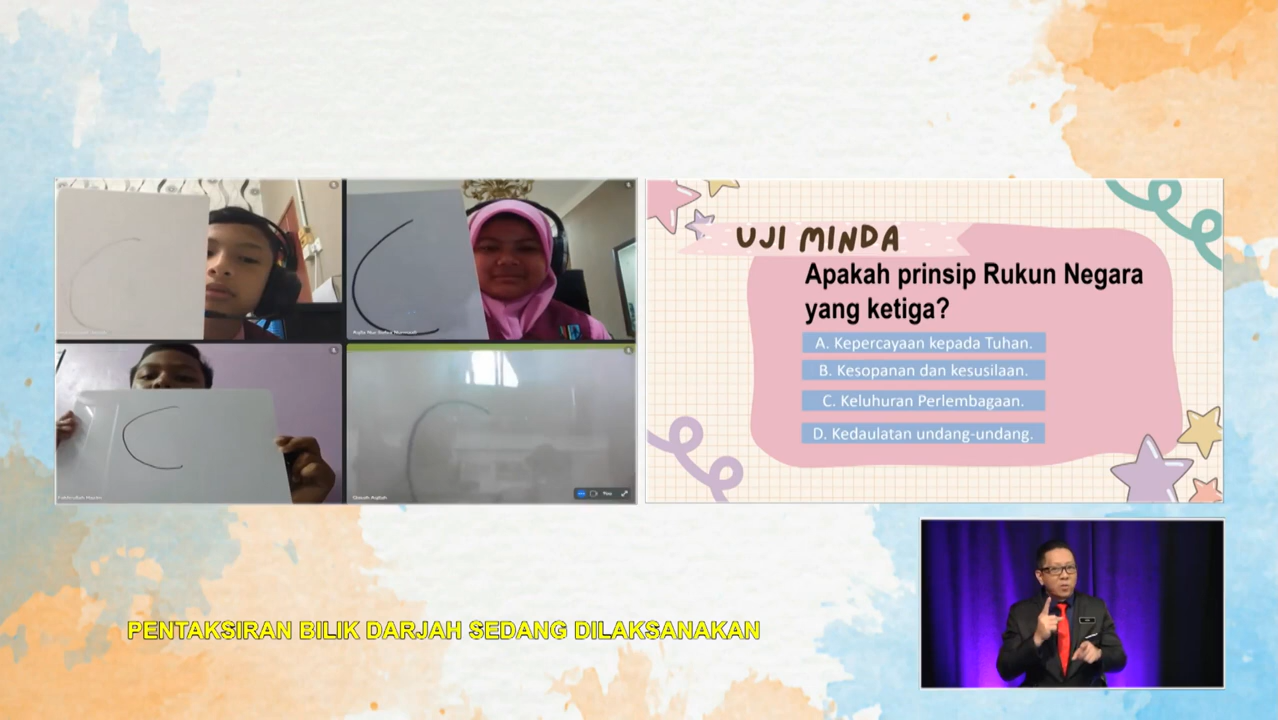 C
C
C
C
UJI MINDA
Apakah prinsip Rukun Negara
yang ketiga?
A. Kepercayaan kepada Tuhan.
B. Kesopanan dan kesusilaan.
C. Keluhuran Perlembagaan.
D. Kedaulatan undang-undang.
You
PENTAKSIRAN BILIK DARJAH SEDANG DILAKSANAKAN